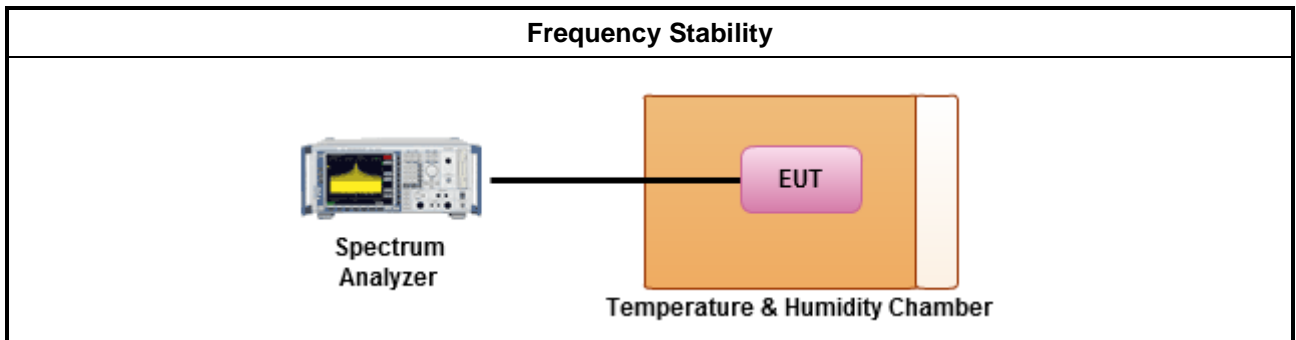 Frequency Stability
EUT
Spectrum
Analyzer
Temperature & Humidity Chamber